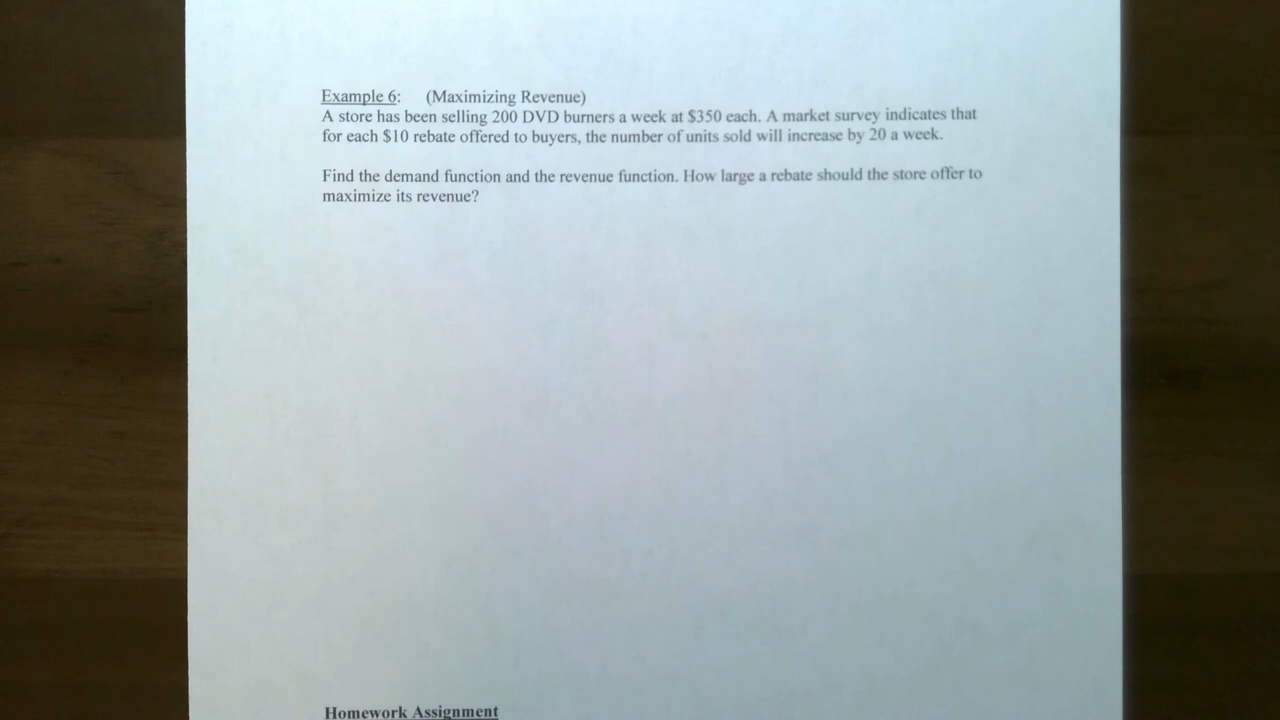 Example 6: (Maximizing Revenue)
A store has been selling 200 DVD burners a week at $350 each. A market survey indicates that
for each $10 rebate offered to buyers, the number of units sold will increase by 20 a week.
Find the demand function and the revenue function. How large a rebate should the store offer to
maximize its revenue?
Homework Assignment